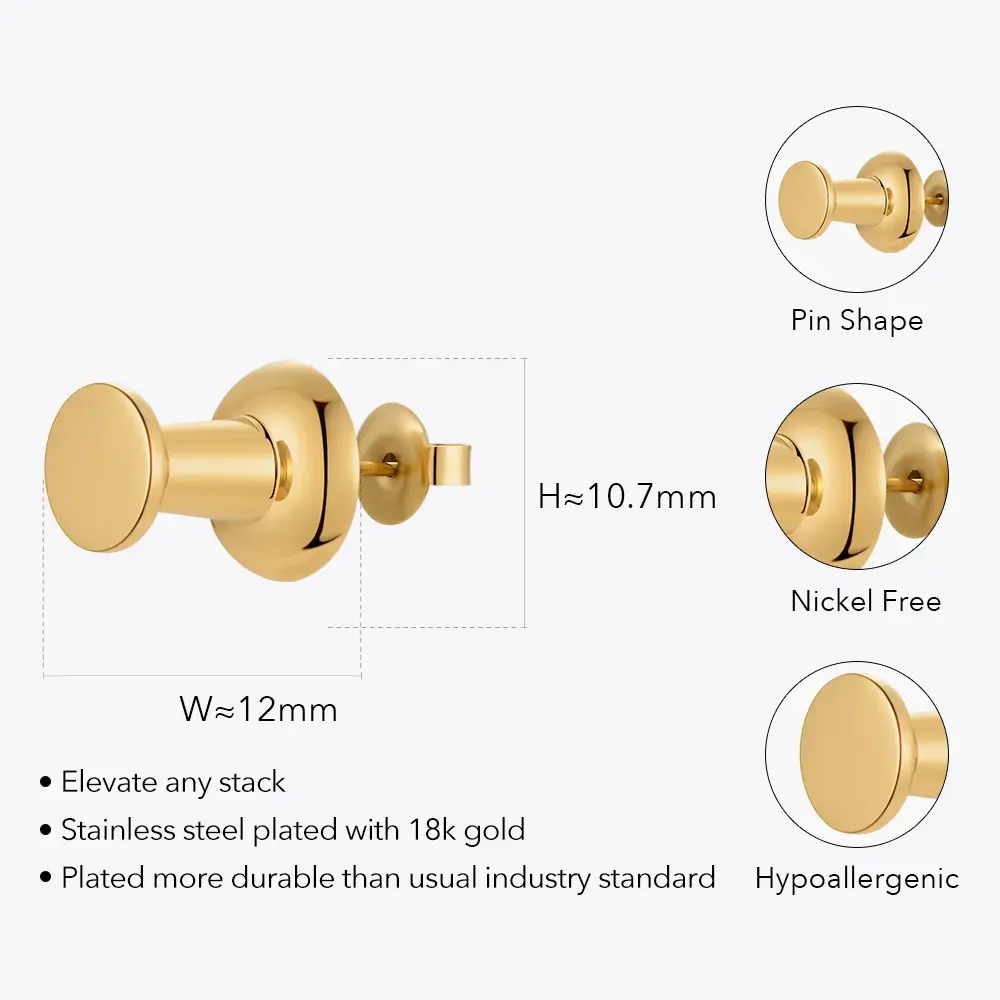 Pin Shape
H≈10.7mm
Nickel Free
W≈12mm
• Elevate any stack
• Stainless steel plated with 18k gold
• Plated more durable than usual industry standard
Hypoallergenic